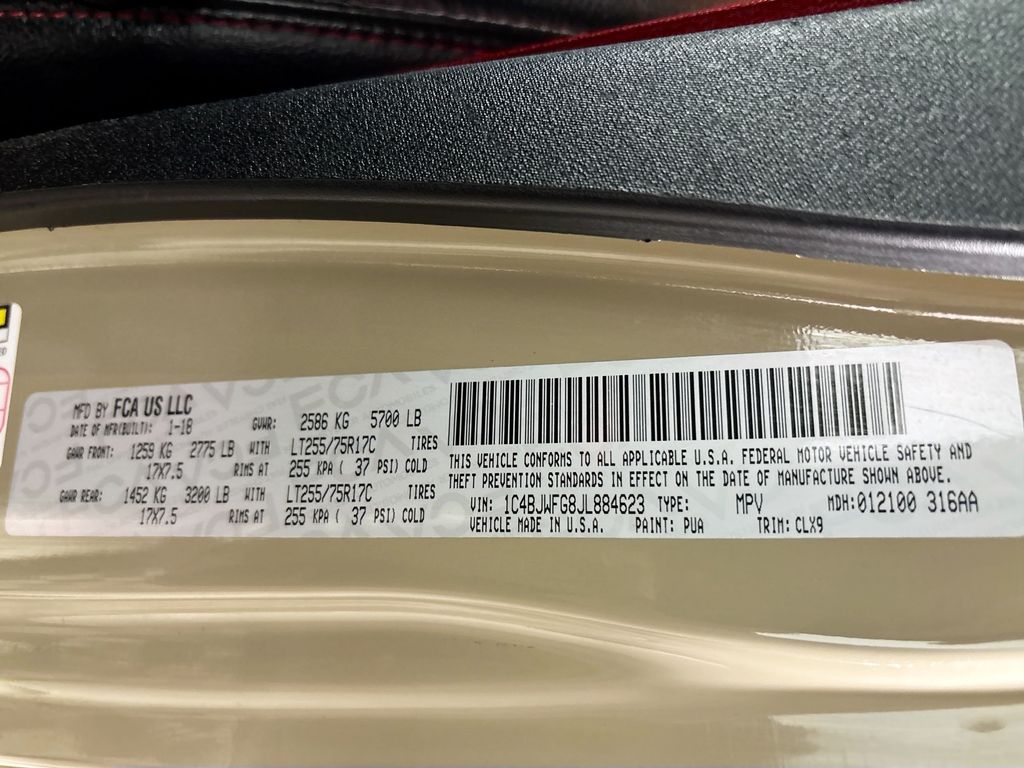 MFD BY FCA US LLC
DATE OF MFR(BUILT): 1-18 GVWR: 2586 KG 5700 LB
GAWR FRONT: 1259 KG 2775 LB WITH LT255/75R17C TIRES
17X7.5 RIMS AT 255 KPA ( 37 PSI) COLD
GAWR REAR: 1452 KG 3200 LB WITH LT255/75R17C TIRES
17X7.5 RIMS AT 255 KPA ( 37 PSI) COLD
THIS VEHICLE CONFORMS TO ALL APPLICABLE U.S.A. FEDERAL MOTOR VEHICLE SAFETY AND
THEFT PREVENTION STANDARDS IN EFFECT ON THE DATE OF MANUFACTURE SHOWN ABOVE.
VIN: 1C4BJWFG8JL884623 TYPE: MPV MDH:012100 316AA
VEHICLE MADE IN U.S.A. PAINT: PUA TRIM: CLX9